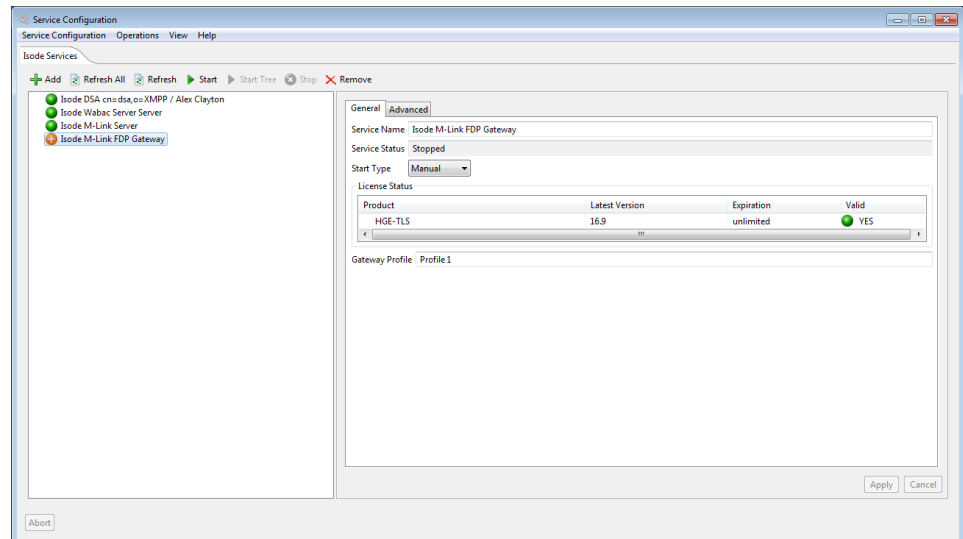 Service Configuration
Service Configuration Operations View Help
Isode Services
Add Refresh All Refresh Start Start Tree Stop Remove
Isode DSA cn=dsa,o=XMPP / Alex Clayton
Isode Wabac Server Server
Isode M-Link Server
Isode M-Link FDP Gateway
General Advanced
Service Name Isode M-Link FDP Gateway
Service Status Stopped
Start Type Manual
License Status
Product Latest Version Expiration Valid
HGE-TLS 16.9 unlimited YES
Gateway Profile Profile 1
Apply Cancel
Abort